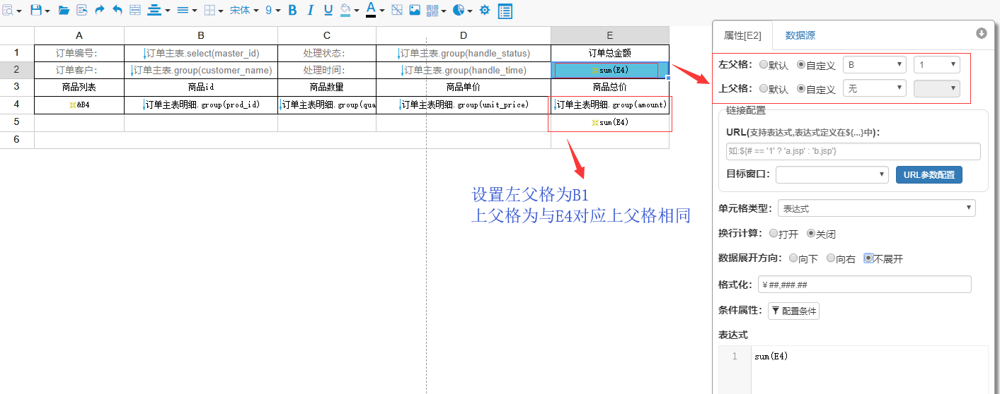 宋体 9 B I U A
A B C D E
1 订单编号: 订单主表.select(master_id) 处理状态: 订单主表.group(handle_status) 订单总金额
2 订单客户: 订单主表.group(customer_name) 处理时间: 订单主表.group(handle_time) sum(E4)
3 商品列表 商品id 商品数量 商品单价 商品总价
4 &B4 订单主表明细.group(prod_id) 订单主表明细.group(qua 订单主表明细.group(unit_price) 订单主表明细.group(amount)
5 sum(E4)
6
设置左父格为B1
上父格为与E4对应上父格相同
属性[E2] 数据源
左父格: 默认 自定义 B 1
上父格: 默认 自定义 无
链接配置
URL(支持表达式,表达式定义在${...}中):
如:${# == '1' ? 'a.jsp' : 'b.jsp'}
目标窗口: URL参数配置
单元格类型: 表达式
换行计算: 打开 关闭
数据展开方向: 向下 向右 不展开
格式化: ¥##,###.##
条件属性: 配置条件
表达式
1 sum(E4)